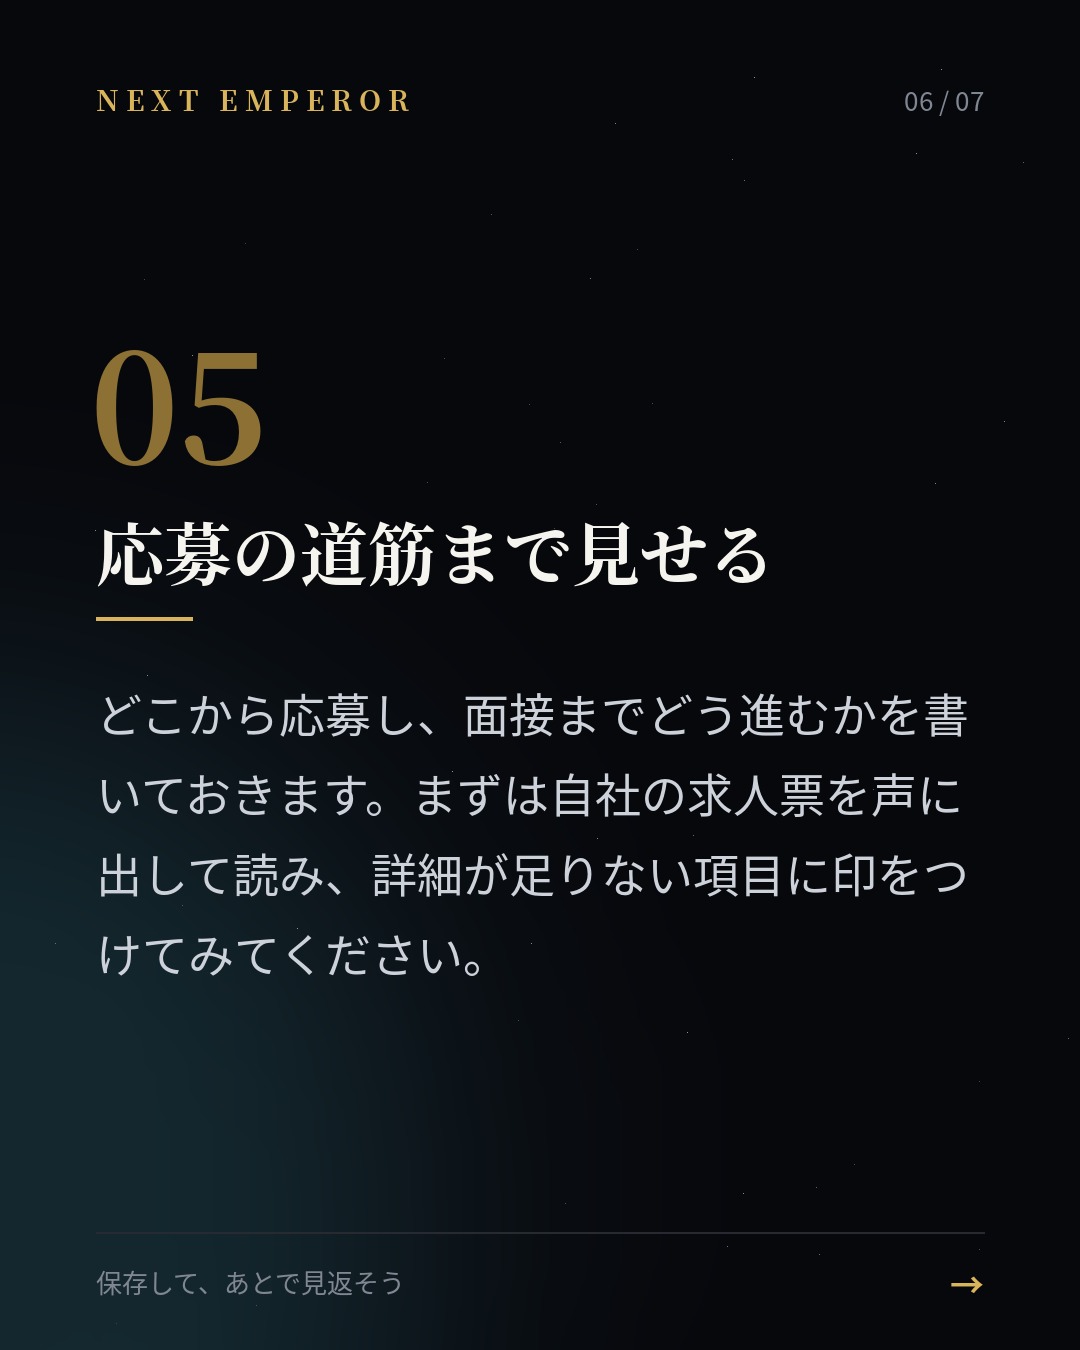 NEXT EMPEROR
06 / 07
05
応募の道筋まで見せる
どこから応募し、面接までどう進むかを書
いておきます。まずは自社の求人票を声に
出して読み、詳細が足りない項目に印をつ
けてみてください。
保存して、あとで見返そう
→